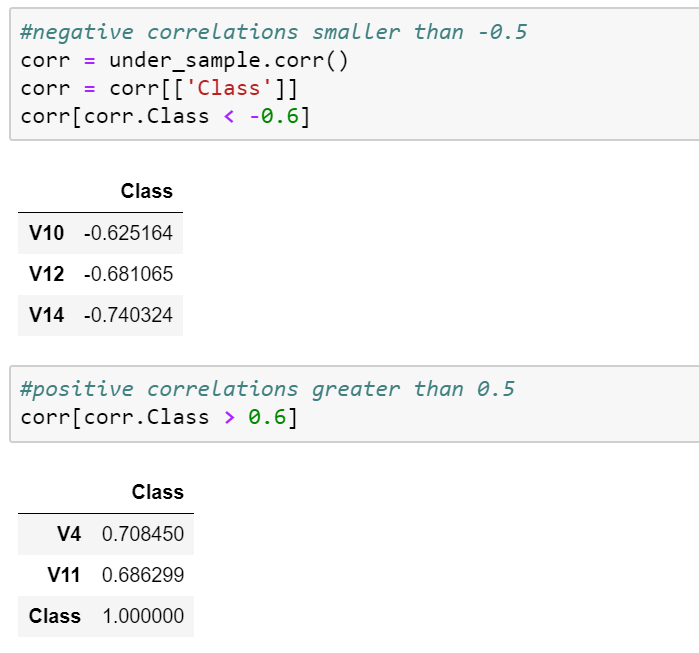 #negative correlations smaller than -0.5
corr = under_sample.corr()
corr = corr[['Class']]
corr[corr.Class < -0.6]
Class
V10 -0.625164
V12 -0.681065
V14 -0.740324
#positive correlations greater than 0.5
corr[corr.Class > 0.6]
Class
V4 0.708450
V11 0.686299
Class 1.000000